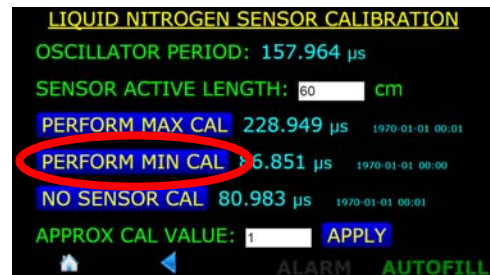 LIQUID NITROGEN SENSOR CALIBRATION
OSCILLATOR PERIOD: 157.964 µs
SENSOR ACTIVE LENGTH: 60 cm
PERFORM MAX CAL 228.949 µs 1970-01-01 00:01
PERFORM MIN CAL 6.851 µs 1970-01-01 00:00
NO SENSOR CAL 80.983 µs 1970-01-01 00:01
APPROX CAL VALUE: 1 APPLY
ALARM AUTOFILL